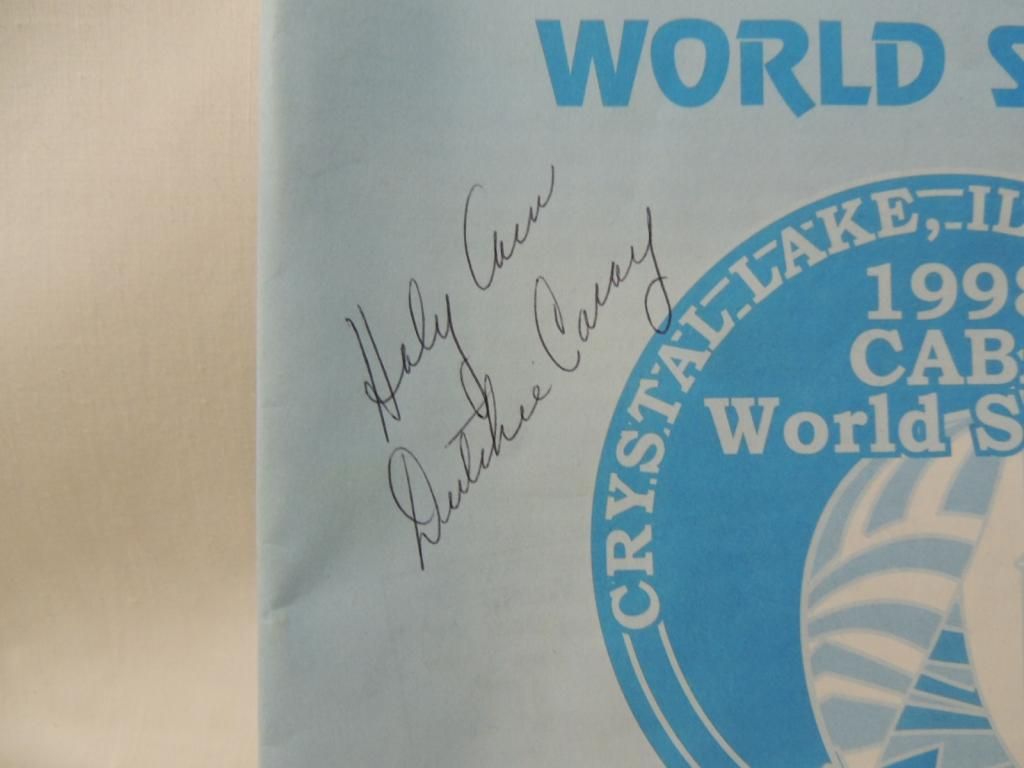 WORLD S
Holy Cow
Dutchie Caray
CRYSTAL LAKE, IL
1998
CAB
World S